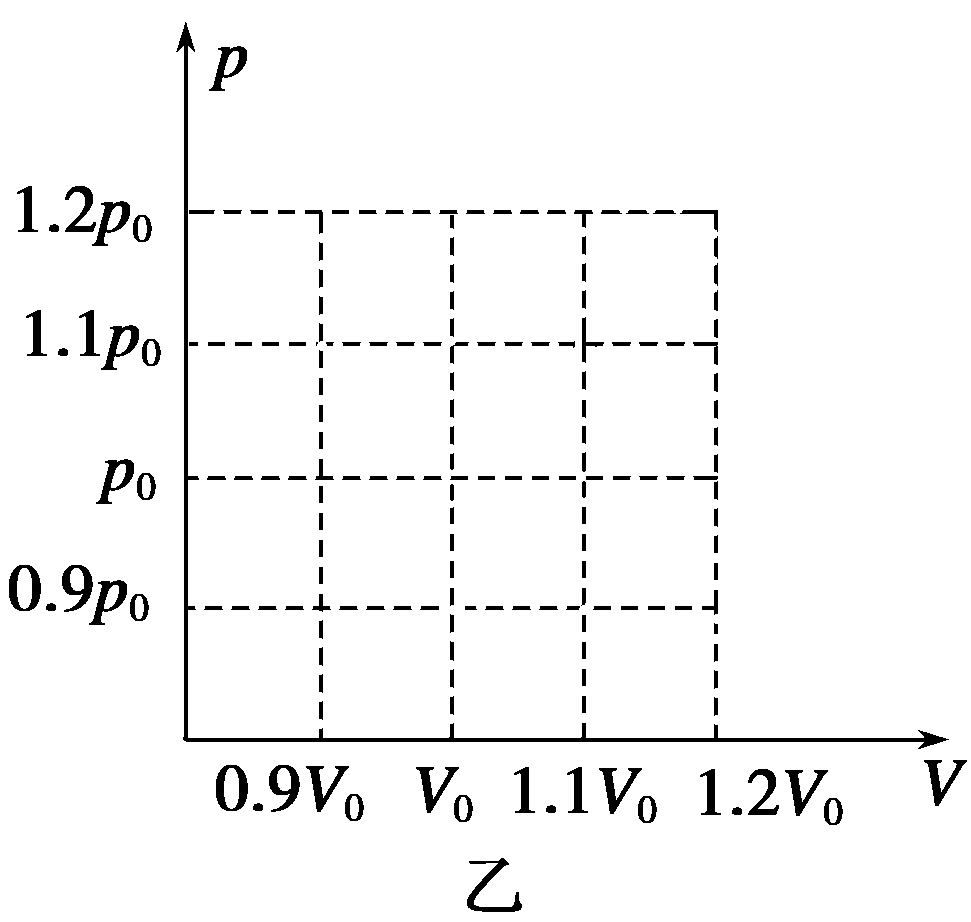 p
1.2p₀
1.1p₀
p₀
0.9p₀
0.9V₀ V₀ 1.1V₀ 1.2V₀ V
乙